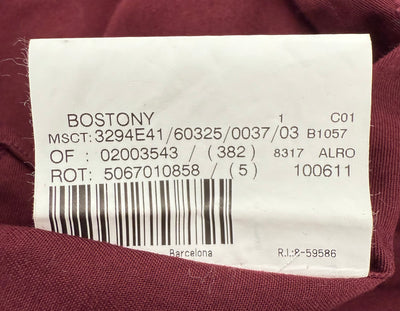 BOSTONY 1 C01
MSCT: 3294E41/60325/0037/03 B1057
OF : 02003543 / (382) 8317 ALRO
ROT: 5067010858 / (5) 100611
Barcelona R.I.:8-59586